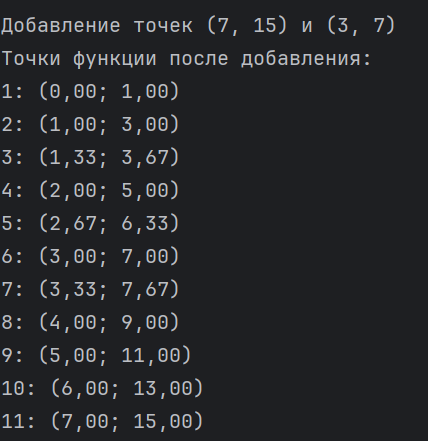 Добавление точек (7, 15) и (3, 7)
Точки функции после добавления:
1: (0,00; 1,00)
2: (1,00; 3,00)
3: (1,33; 3,67)
4: (2,00; 5,00)
5: (2,67; 6,33)
6: (3,00; 7,00)
7: (3,33; 7,67)
8: (4,00; 9,00)
9: (5,00; 11,00)
10: (6,00; 13,00)
11: (7,00; 15,00)